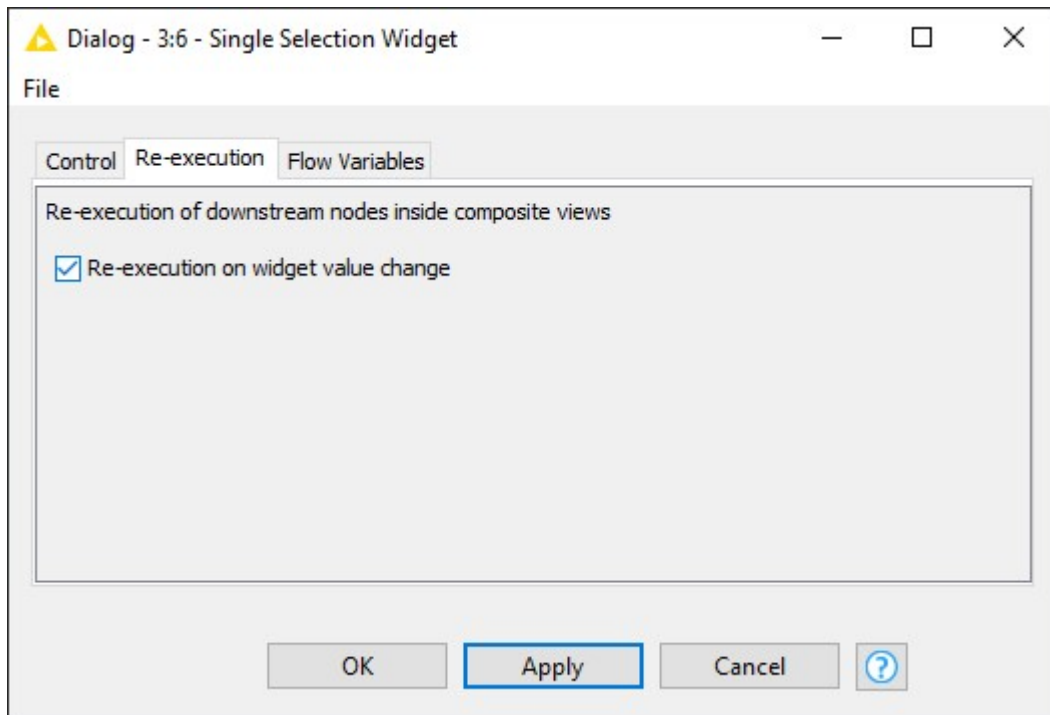 Dialog - 3:6 - Single Selection Widget
File
Control Re-execution Flow Variables
Re-execution of downstream nodes inside composite views
Re-execution on widget value change
OK Apply Cancel ?